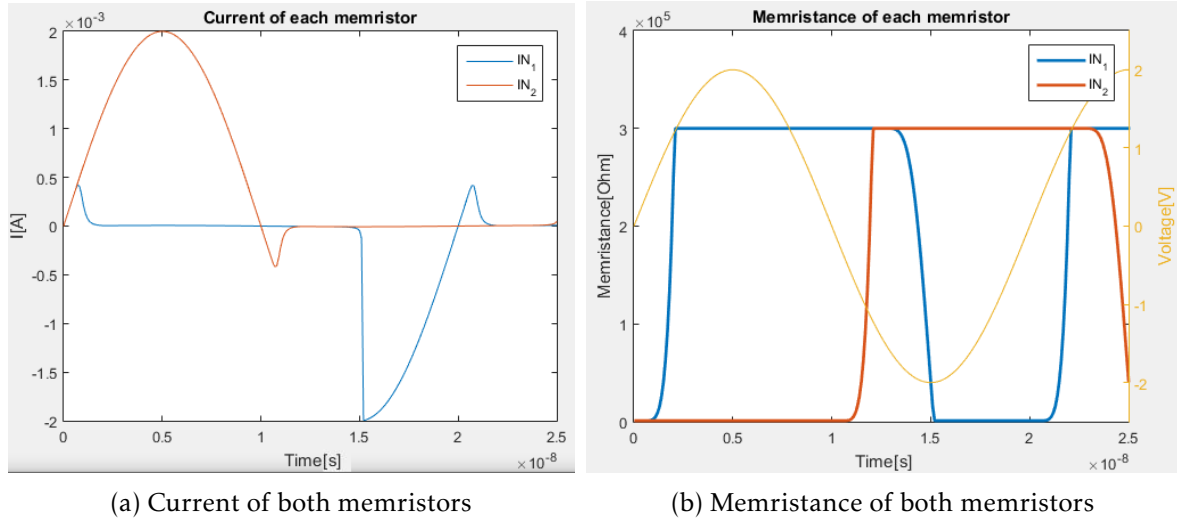 Current of each memristor
×10⁻³
2
1.5
1
0.5
0
-0.5
-1
-1.5
-2
I[A]
IN₁
IN₂
0 0.5 1 1.5 2 2.5
Time[s]
×10⁻⁸
(a) Current of both memristors
Memristance of each memristor
×10⁵
4
3
2
1
0
Memristance[Ohm]
IN₁
IN₂
2
1
0
-1
-2
Voltage[V]
0 0.5 1 1.5 2 2.5
Time[s]
×10⁻⁸
(b) Memristance of both memristors